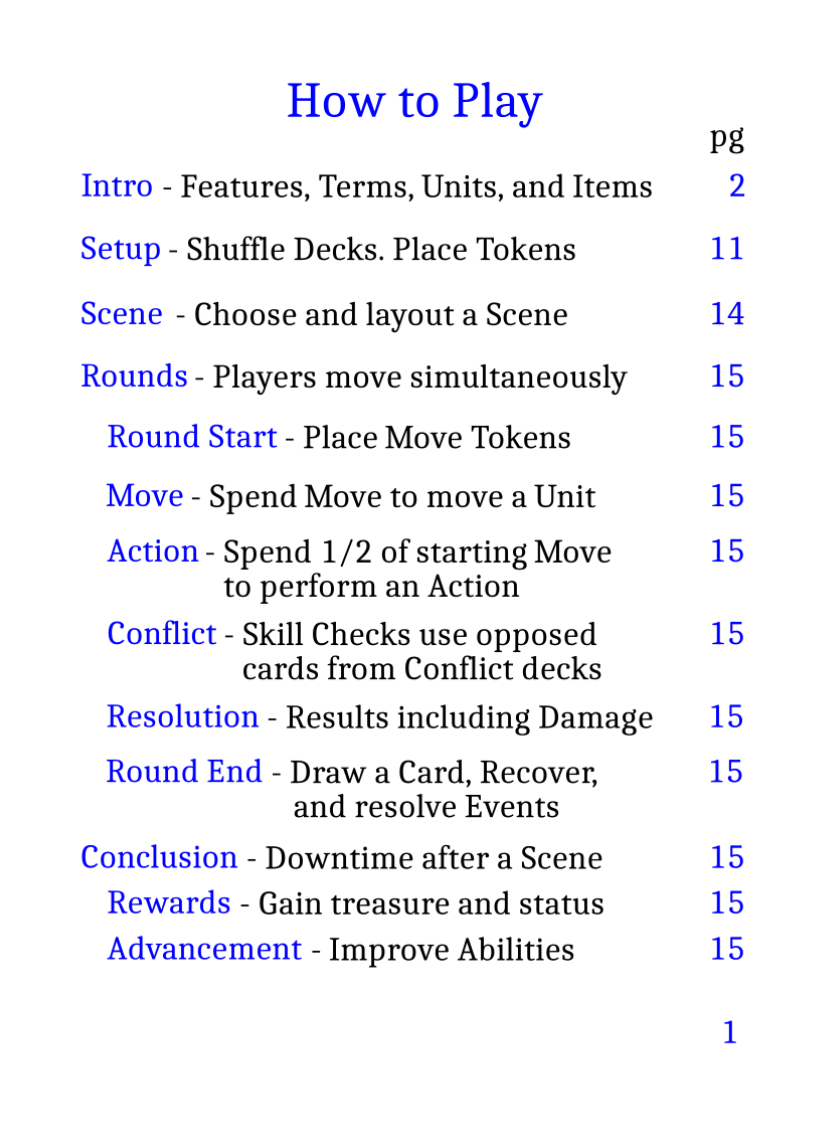 How to Play
pg
Intro - Features, Terms, Units, and Items 2
Setup - Shuffle Decks. Place Tokens 11
Scene - Choose and layout a Scene 14
Rounds - Players move simultaneously 15
Round Start - Place Move Tokens 15
Move - Spend Move to move a Unit 15
Action - Spend 1/2 of starting Move 15
to perform an Action
Conflict - Skill Checks use opposed 15
cards from Conflict decks
Resolution - Results including Damage 15
Round End - Draw a Card, Recover, 15
and resolve Events
Conclusion - Downtime after a Scene 15
Rewards - Gain treasure and status 15
Advancement - Improve Abilities 15
1